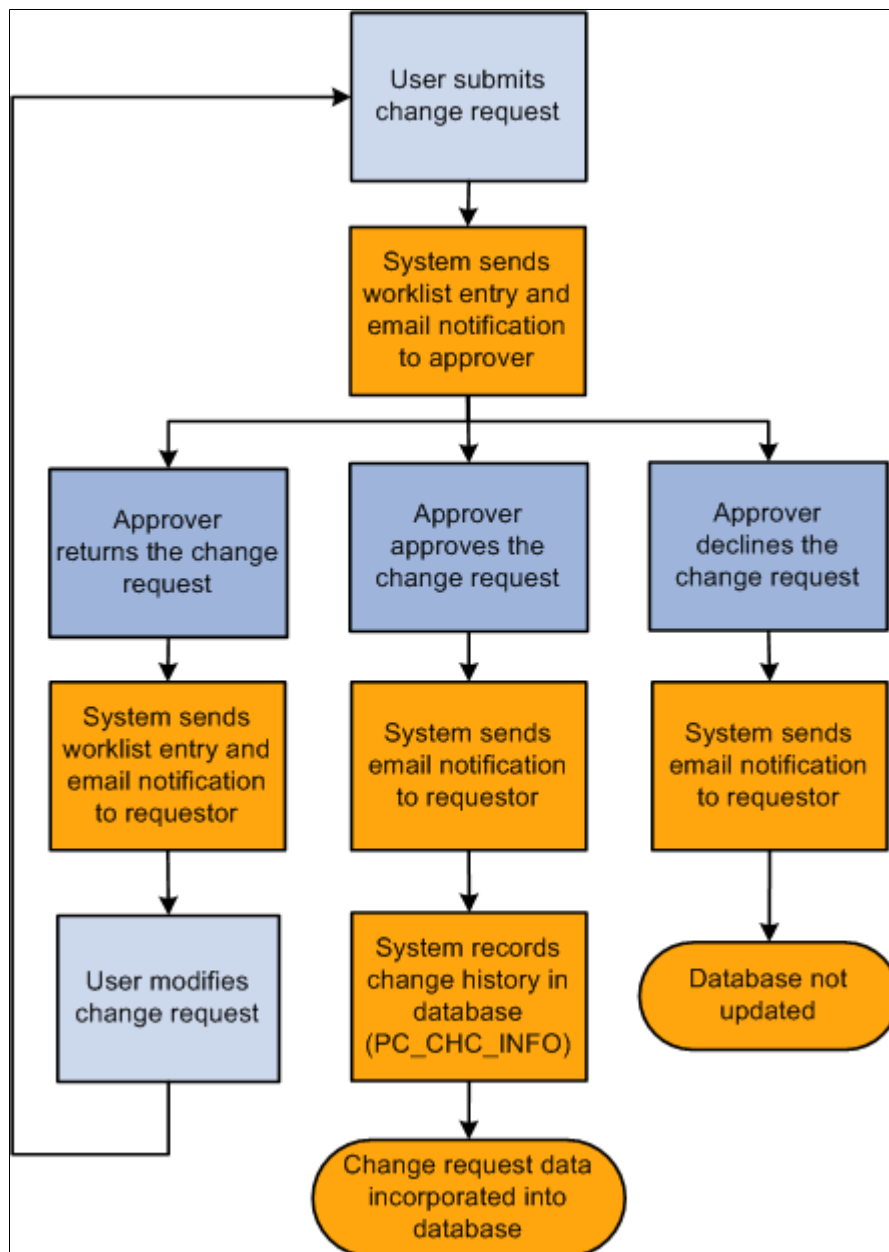 User submits
change request
System sends
worklist entry and
email notification
to approver
Approver
returns the change
request
Approver
approves the
change request
Approver
declines the
change request
System sends
worklist entry and
email notification
to requestor
System sends
email notification
to requestor
System sends
email notification
to requestor
User modifies
change request
System records
change history in
database
(PC_CHC_INFO)
Database not
updated
Change request data
incorporated into
database